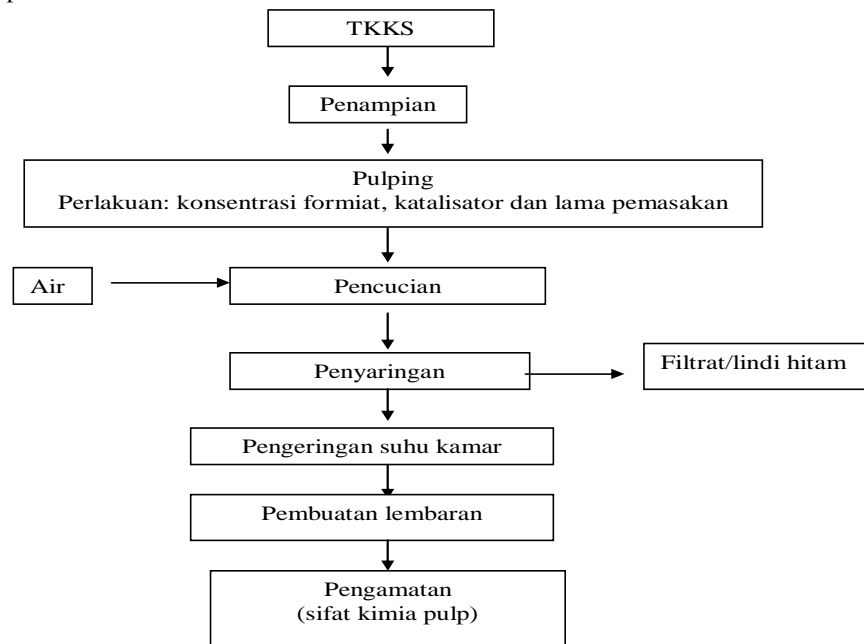 TKKS
Penampian
Pulping
Perlakuan: konsentrasi formiat, katalisator dan lama pemasakan
Air
Pencucian
Penyaringan
Filtrat/lindi hitam
Pengeringan suhu kamar
Pembuatan lembaran
Pengamatan
(sifat kimia pulp)